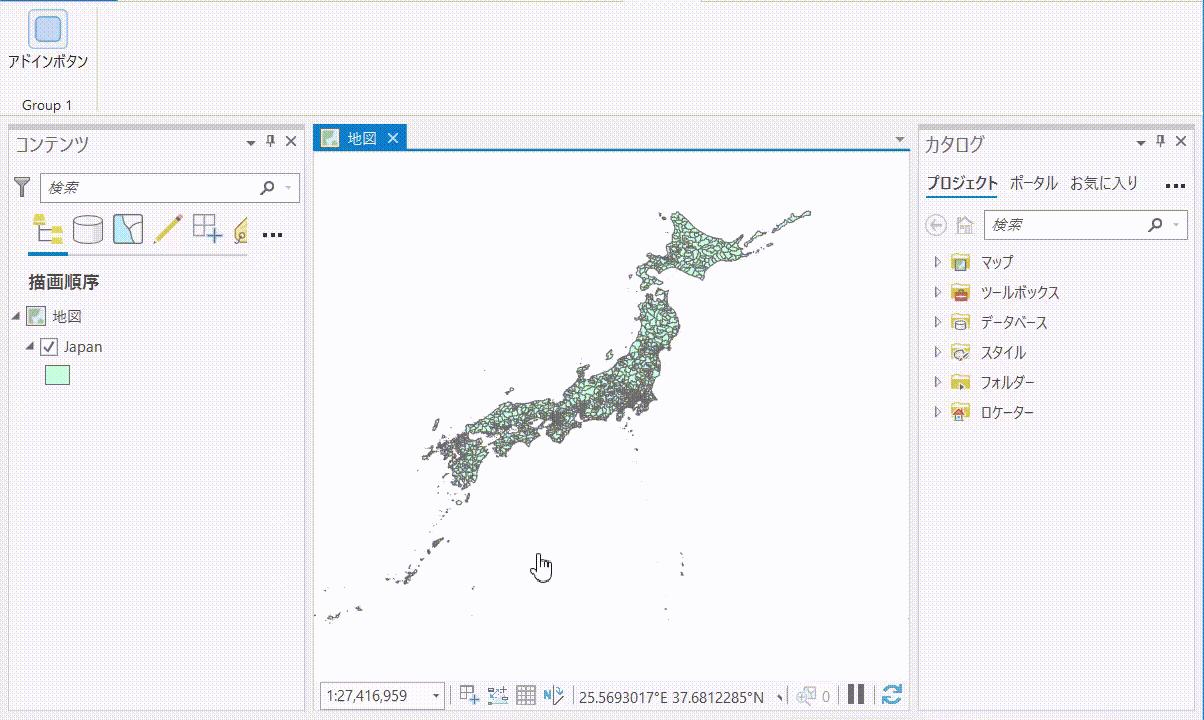 アドインボタン
Group 1
コンテンツ
検索
描画順序
地図
Japan
地図
1:27,416,959
25.5693017°E 37.6812285°N
0
カタログ
プロジェクト ポータル お気に入り
検索
マップ
ツールボックス
データベース
スタイル
フォルダー
ロケーター